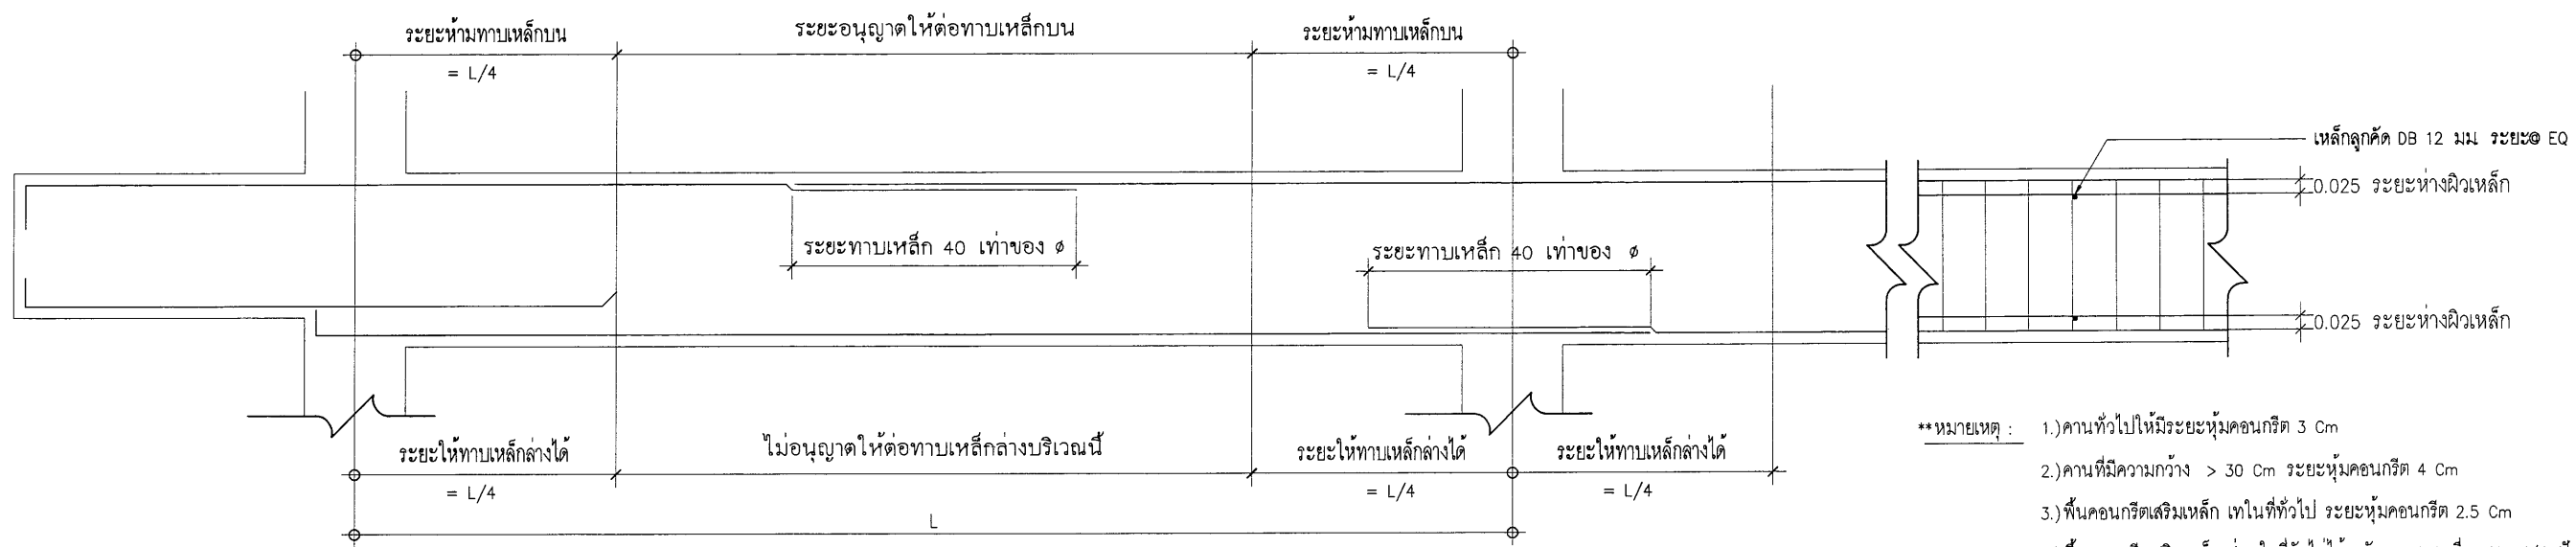 ระยะห้ามทาบเหล็กบน
= L/4
ระยะอนุญาตให้ต่อทาบเหล็กบน
ระยะห้ามทาบเหล็กบน
= L/4
เหล็กลูกคัด DB 12 มม ระยะ@ EQ
0.025 ระยะห่างผิวเหล็ก
ระยะทาบเหล็ก 40 เท่าของ ø
ระยะทาบเหล็ก 40 เท่าของ ø
0.025 ระยะห่างผิวเหล็ก
ระยะให้ทาบเหล็กล่างได้
= L/4
ไม่อนุญาตให้ต่อทาบเหล็กล่างบริเวณนี้
ระยะให้ทาบเหล็กล่างได้
= L/4
ระยะให้ทาบเหล็กล่างได้
= L/4
L
**หมายเหตุ : 1.)คานทั่วไปให้มีระยะหุ้มคอนกรีต 3 Cm
2.)คานที่มีความกว้าง > 30 Cm ระยะหุ้มคอนกรีต 4 Cm
3.)พื้นคอนกรีตเสริมเหล็ก เทในที่ทั่วไป ระยะหุ้มคอนกรีต 2.5 Cm